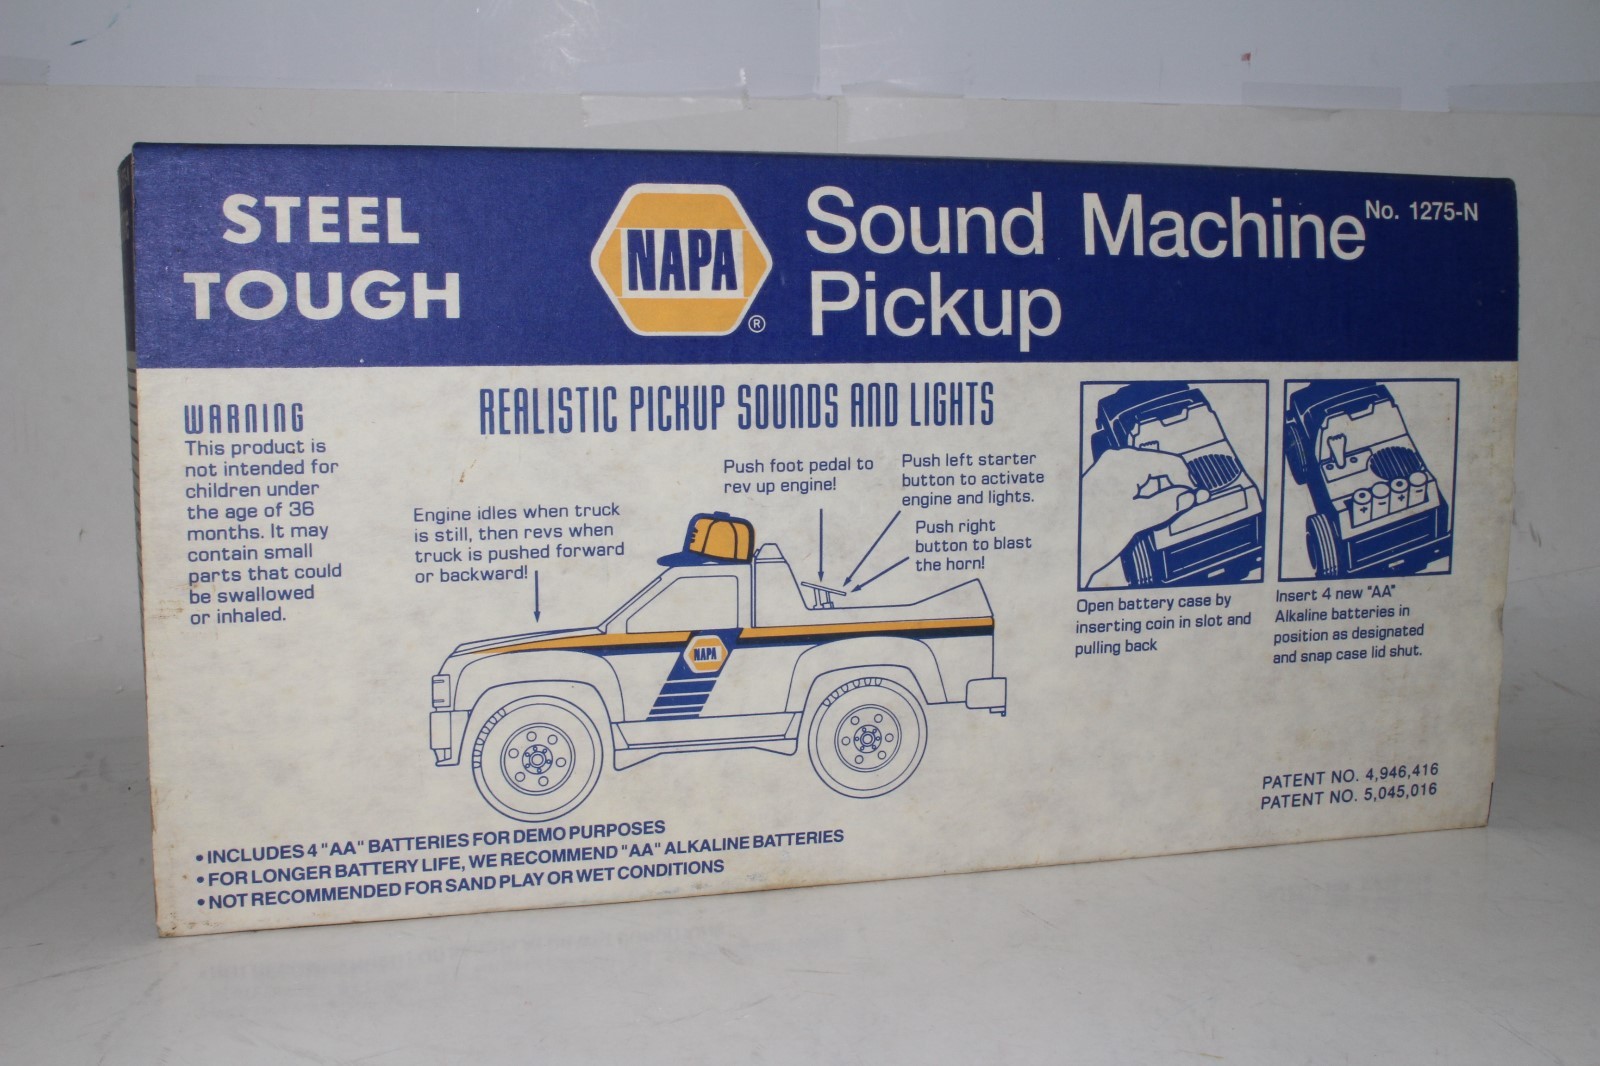 STEEL
TOUGH
NAPA
®
Sound Machine
Pickup
No. 1275-N
WARNING
This product is
not intended for
children under
the age of 36
months. It may
contain small
parts that could
be swallowed
or inhaled.
REALISTIC PICKUP SOUNDS AND LIGHTS
Engine idles when truck
is still, then revs when
truck is pushed forward
or backward!
Push foot pedal to
rev up engine!
Push left starter
button to activate
engine and lights.
Push right
button to blast
the horn!
NAPA
Open battery case by
inserting coin in slot and
pulling back
Insert 4 new "AA"
Alkaline batteries in
position as designated
and snap case lid shut.
PATENT NO. 4,946,416
PATENT NO. 5,045,016
• INCLUDES 4 "AA" BATTERIES FOR DEMO PURPOSES
• FOR LONGER BATTERY LIFE, WE RECOMMEND "AA" ALKALINE BATTERIES
• NOT RECOMMENDED FOR SAND PLAY OR WET CONDITIONS